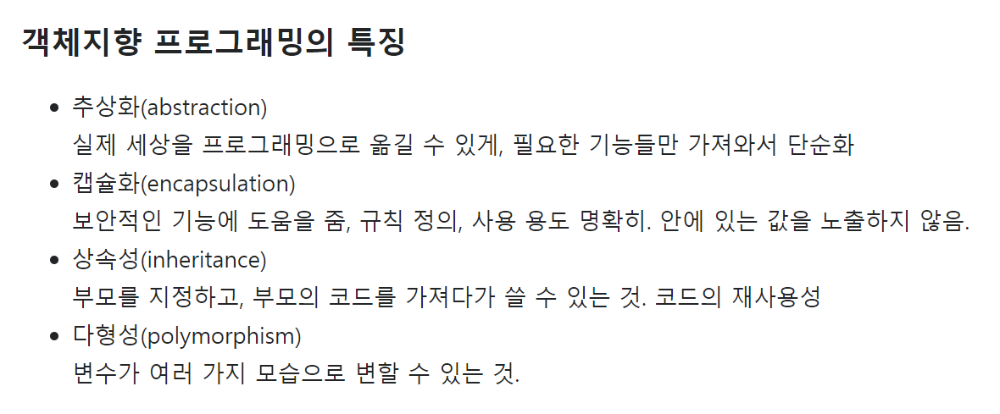 객체지향 프로그래밍의 특징
추상화(abstraction)
실제 세상을 프로그래밍으로 옮길 수 있게, 필요한 기능들만 가져와서 단순화
캡슐화(encapsulation)
보안적인 기능에 도움을 줌, 규칙 정의, 사용 용도 명확히. 안에 있는 값을 노출하지 않음.
상속성(inheritance)
부모를 지정하고, 부모의 코드를 가져다가 쓸 수 있는 것. 코드의 재사용성
다형성(polymorphism)
변수가 여러 가지 모습으로 변할 수 있는 것.